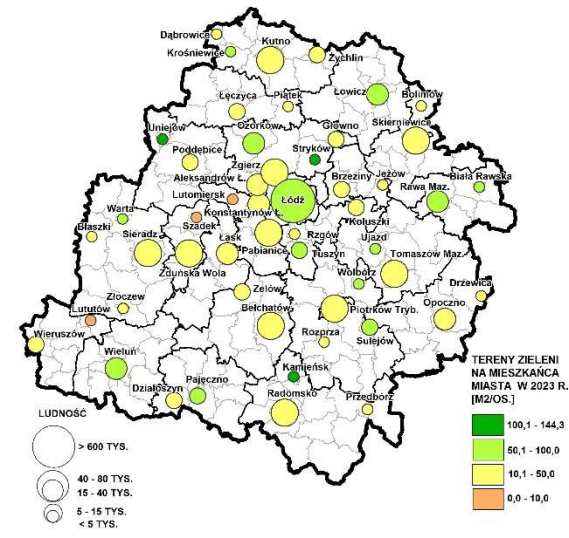 Dąbrowice
Kutno
Krośniewice
Żychlin
Łęczyca
Piątek
Łowicz
Bolimów
Skierniewice
Uniejów
Ozorków
Głowno
Stryków
Poddębice
Zgierz
Aleksandrów Ł.
Brzeziny
Jeżów
Biała Rawska
Rawa Maz.
Lutomiersk
Łódź
Konstantynów Ł.
Koluszki
Warta
Szadek
Błaszki
Sieradz
Łask
Pabianice
Rzgów
Ujazd
Tuszyn
Tomaszów Maz.
Zduńska Wola
Wolbórz
Drzewica
Złoczew
Zelów
Lututów
Bełchatów
Piotrków Tryb.
Opoczno
Wieruszów
Rozprza
Sulejów
Wieluń
Kamieńsk
Działoszyn
Pajęczno
Radomsko
Przedbórz
LUDNOŚĆ
> 600 TYS.
40 - 80 TYS.
15 - 40 TYS.
5 - 15 TYS.
< 5 TYS.
TERENY ZIELENI
NA MIESZKAŃCA
MIASTA W 2023 R.
[M2/OS.]
100,1 - 144,3
50,1 - 100,0
10,1 - 50,0
0,0 - 10,0